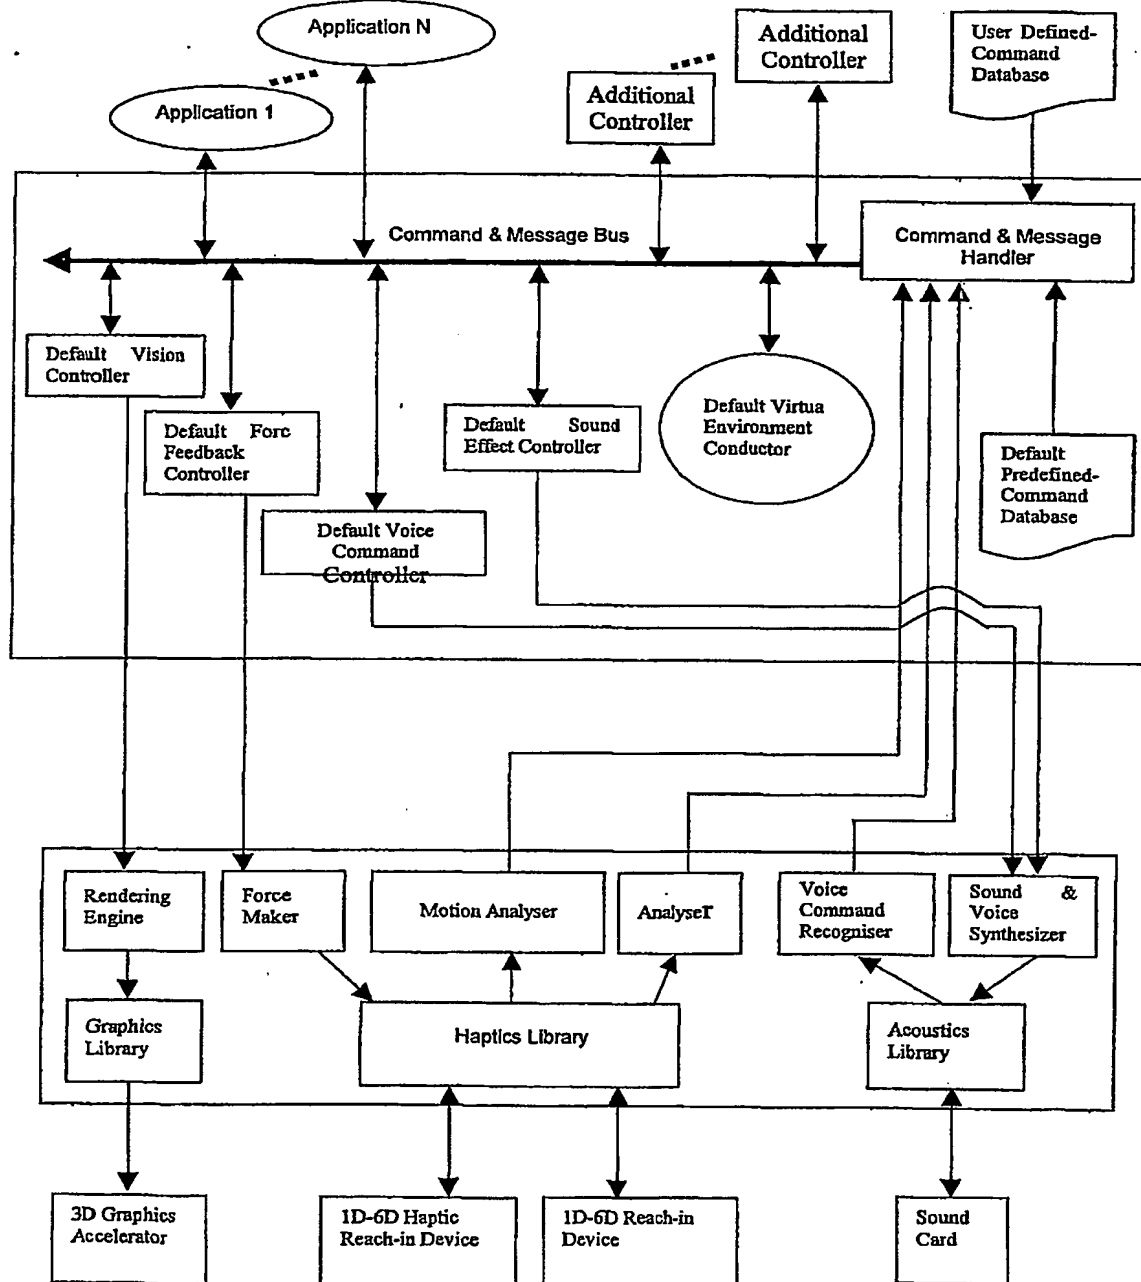 Application N
Application 1
Additional
Controller
Additional
Controller
User Defined-
Command
Database
Command & Message Bus
Command & Message
Handler
Default Vision
Controller
Default Forc
Feedback
Controller
Default Voice
Command
Controller
Default Sound
Effect Controller
Default Virtua
Environment
Conductor
Default
Predefined-
Command
Database
Rendering
Engine
Force
Maker
Motion Analyser
Analyser
Voice
Command
Recogniser
Sound &
Voice
Synthesizer
Graphics
Library
Haptics Library
Acoustics
Library
3D Graphics
Accelerator
1D-6D Haptic
Reach-in Device
1D-6D Reach-in
Device
Sound
Card